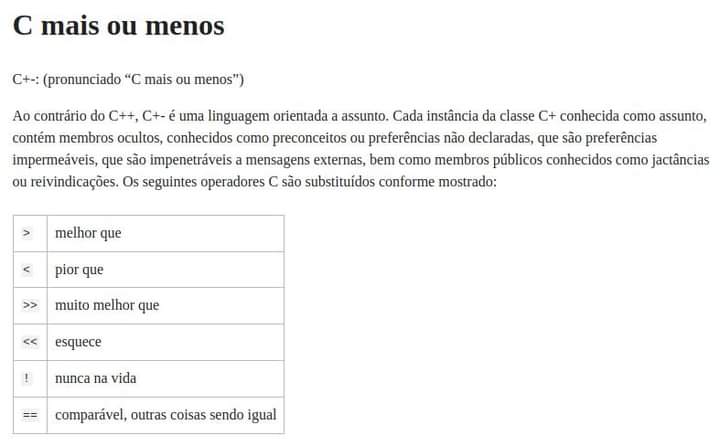 C mais ou menos
C+-: (pronunciado “C mais ou menos”)
Ao contrário do C++, C+- é uma linguagem orientada a assunto. Cada instância da classe C+ conhecida como assunto,
contém membros ocultos, conhecidos como preconceitos ou preferências não declaradas, que são preferências
impermeáveis, que são impenetráveis a mensagens externas, bem como membros públicos conhecidos como jactâncias
ou reivindicações. Os seguintes operadores C são substituídos conforme mostrado:
> melhor que
< pior que
>> muito melhor que
<< esquece
! nunca na vida
== comparável, outras coisas sendo igual